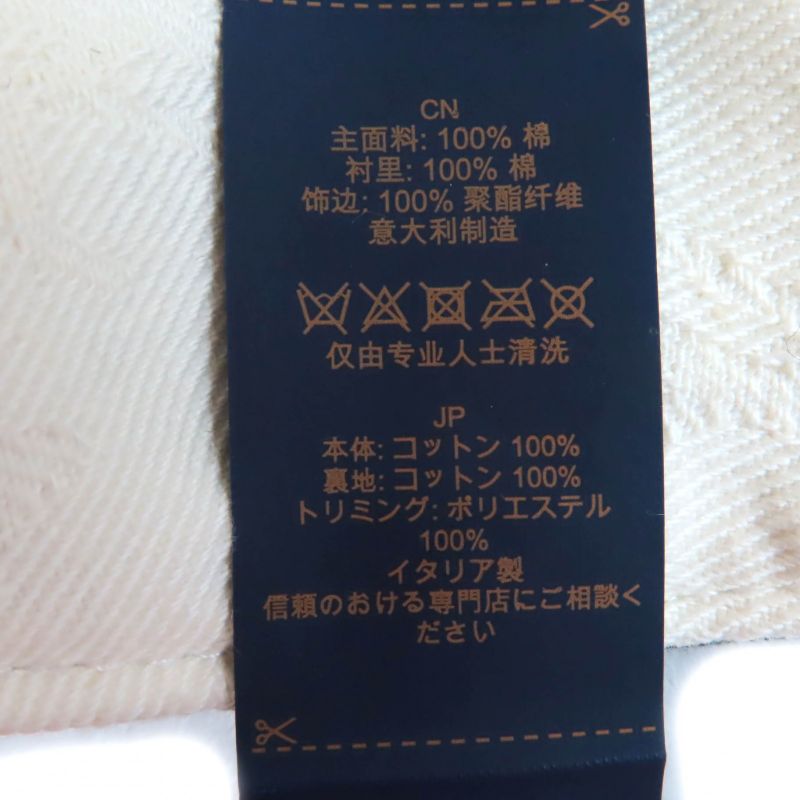 CN
主面料: 100% 棉
衬里: 100% 棉
饰边: 100% 聚酯纤维
意大利制造
仅由专业人士清洗
JP
本体: コットン 100%
裏地: コットン 100%
トリミング: ポリエステル
100%
イタリア製
信頼のおける専門店にご相談く
ださい